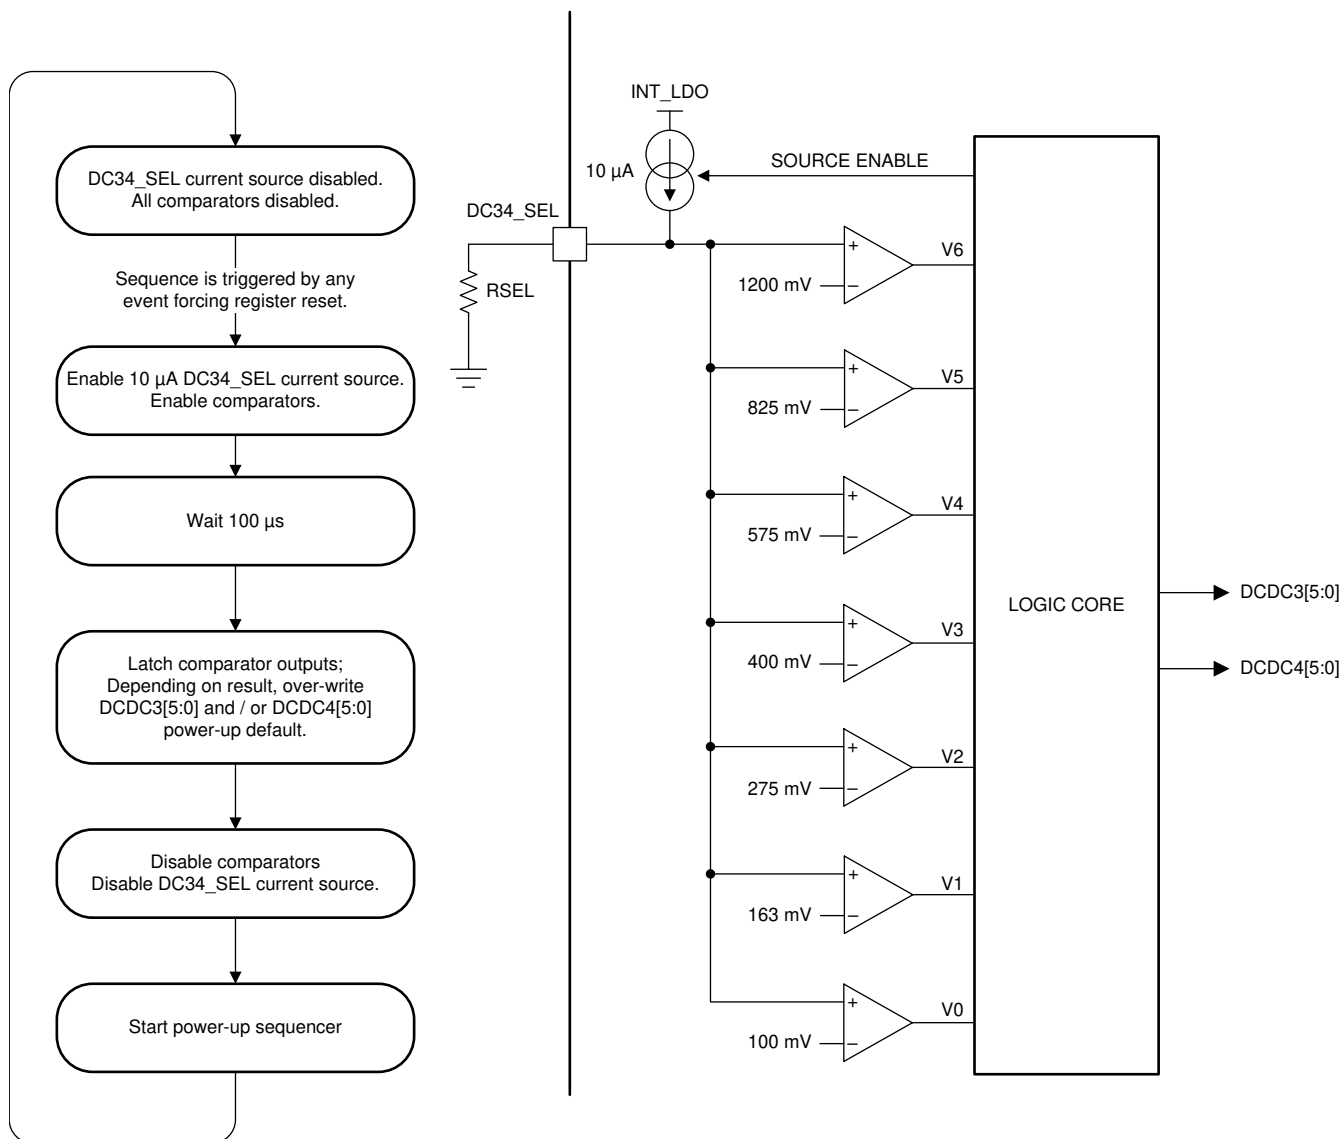 DC34_SEL current source disabled.
All comparators disabled.
Sequence is triggered by any
event forcing register reset.
Enable 10 µA DC34_SEL current source.
Enable comparators.
Wait 100 µs
Latch comparator outputs;
Depending on result, over-write
DCDC3[5:0] and / or DCDC4[5:0]
power-up default.
Disable comparators
Disable DC34_SEL current source.
Start power-up sequencer
INT_LDO
10 µA
SOURCE ENABLE
DC34_SEL
RSEL
+
V6
1200 mV
–
+
V5
825 mV
–
+
V4
575 mV
–
+
V3
400 mV
–
+
V2
275 mV
–
+
V1
163 mV
–
+
V0
100 mV
–
LOGIC CORE
DCDC3[5:0]
DCDC4[5:0]